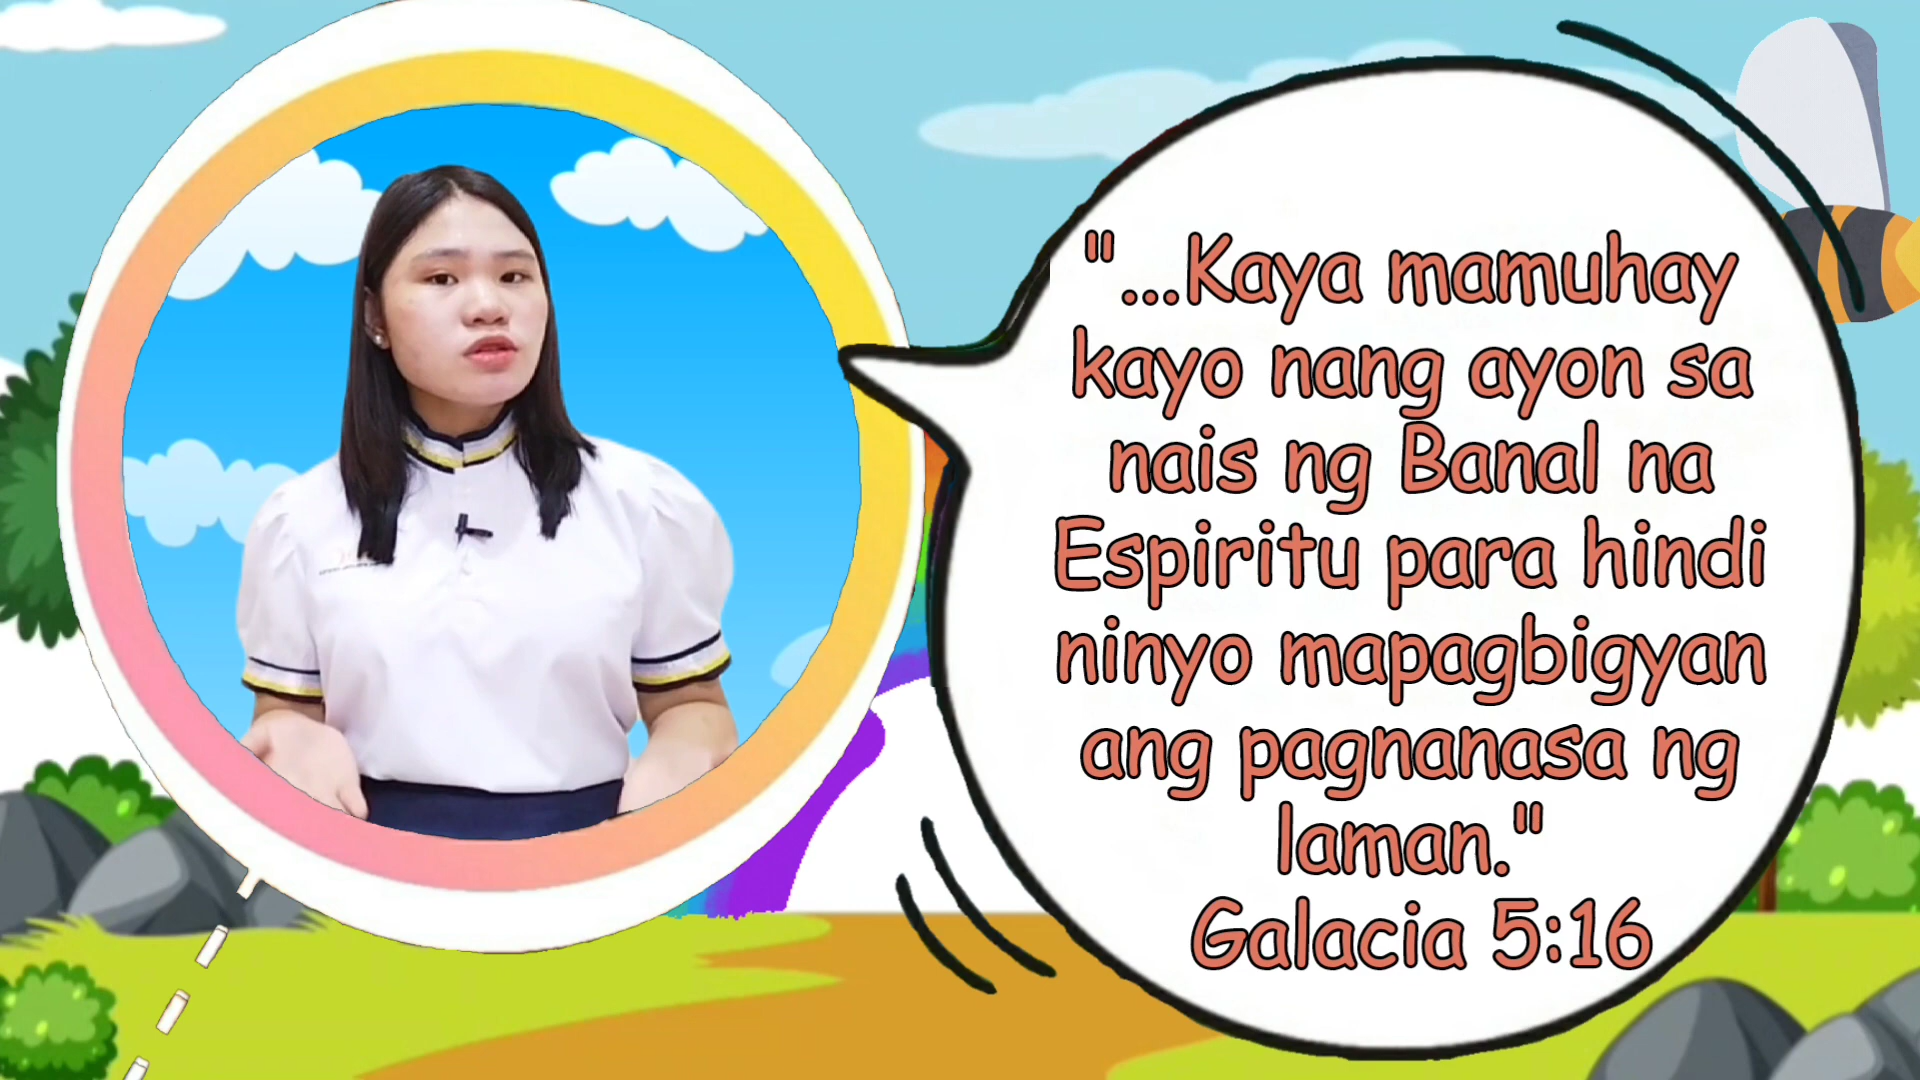 "...Kaya mamuhay
kayo nang ayon sa
nais ng Banal na
Espiritu para hindi
ninyo mapagbigyan
ang pagnanasa ng
laman."
Galacia 5:16